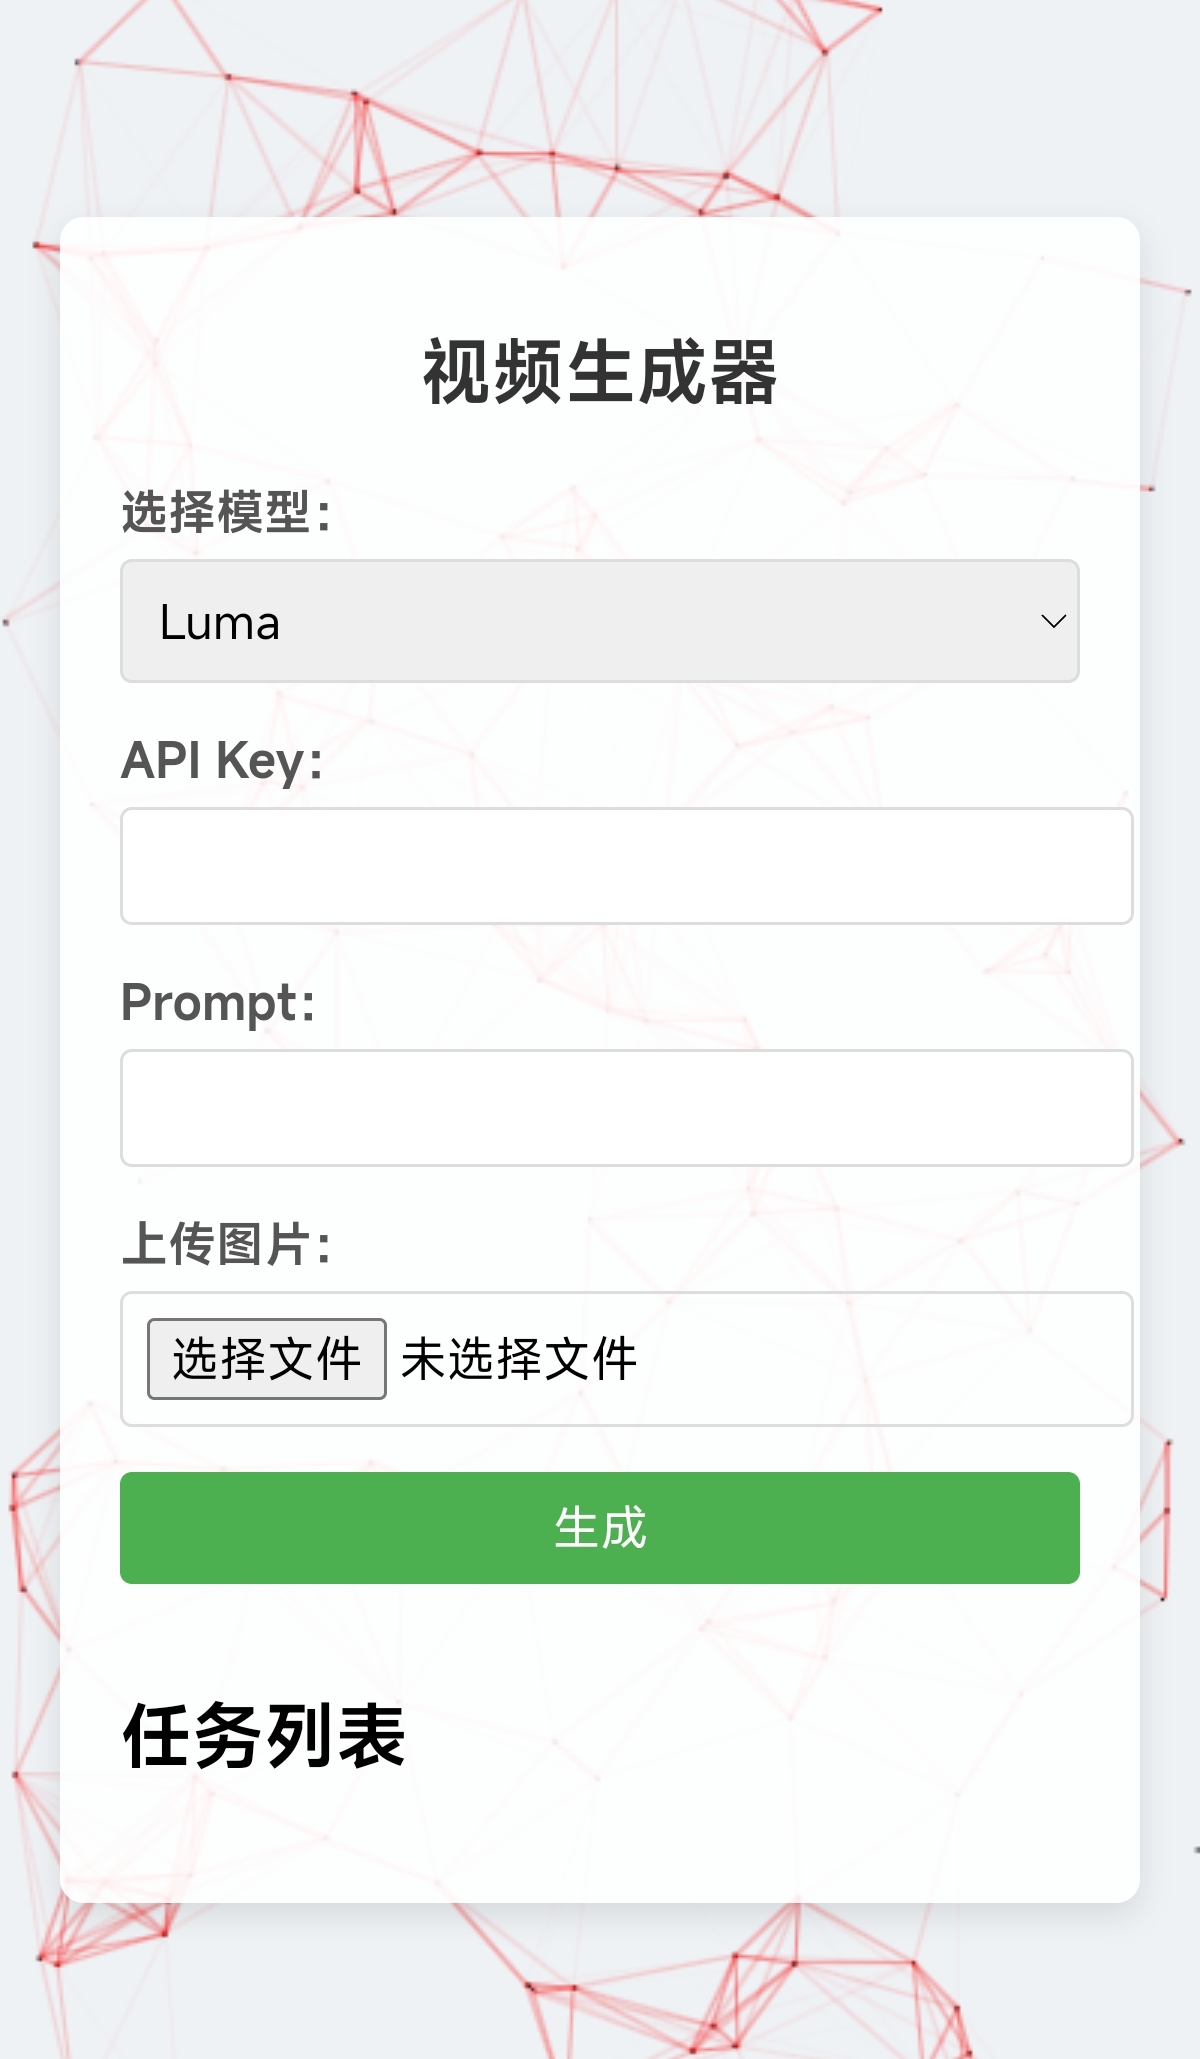 视频生成器
选择模型：
Luma
API Key:
Prompt:
上传图片：
选择文件 未选择文件
生成
任务列表